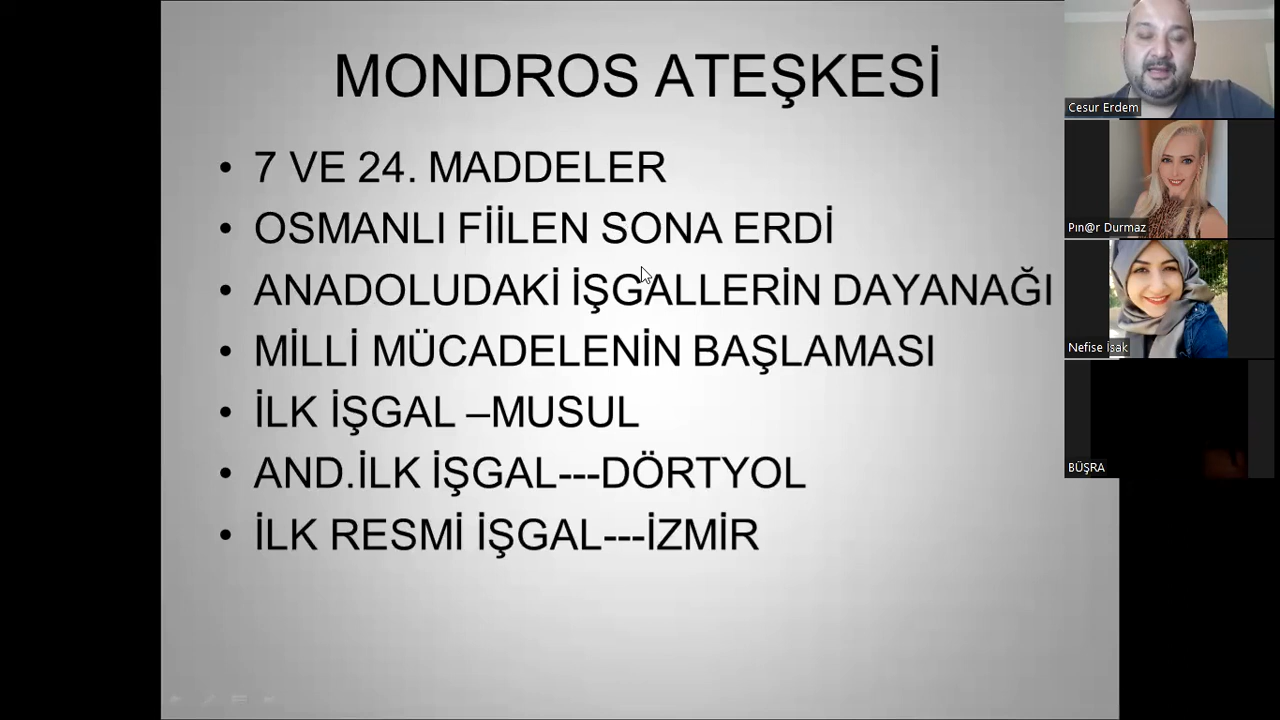 MONDROS ATEŞKESİ
• 7 VE 24. MADDELER
• OSMANLI FİİLEN SONA ERDİ
• ANADOLUDAKİ İŞGALLERİN DAYANAĞI
• MİLLİ MÜCADELENİN BAŞLAMASI
• İLK İŞGAL –MUSUL
• AND.İLK İŞGAL---DÖRTYOL
• İLK RESMİ İŞGAL---İZMİR
Cesur Erdem
Pın@r Durmaz
Nefise İsak
BÜŞRA